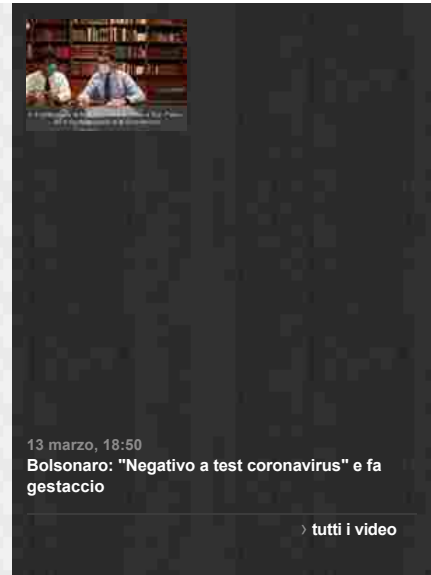 13 marzo, 18:50
Bolsonaro: "Negativo a test coronavirus" e fa
gestaccio
› tutti i video